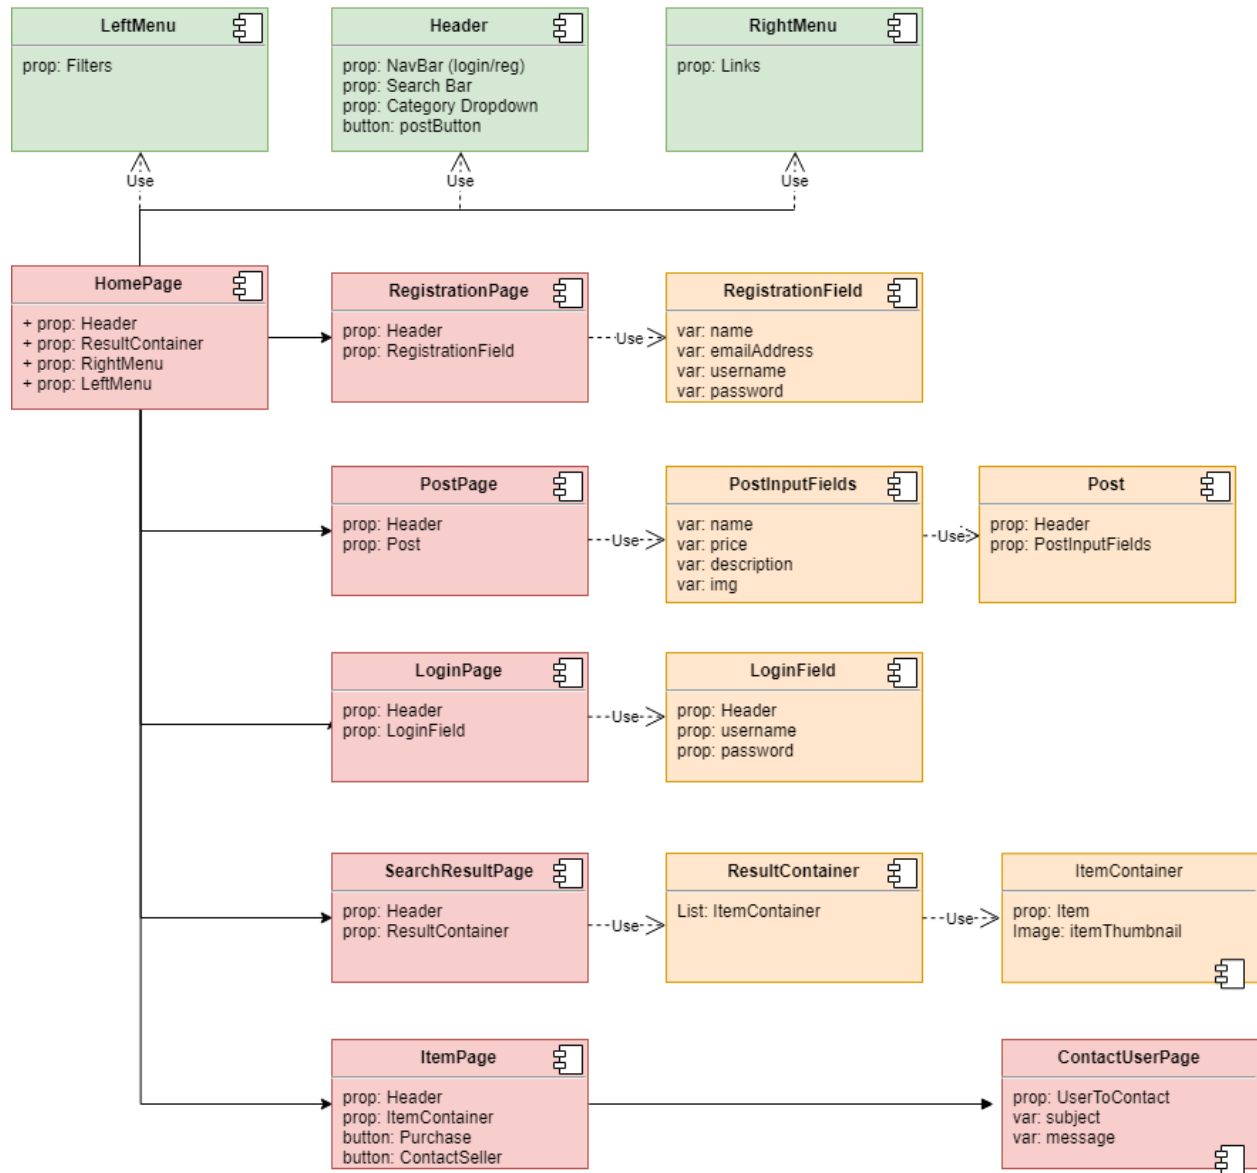 LeftMenu
prop: Filters
Header
prop: NavBar (login/reg)
prop: Search Bar
prop: Category Dropdown
button: postButton
RightMenu
prop: Links
Use
Use
Use
HomePage
+ prop: Header
+ prop: ResultContainer
+ prop: RightMenu
+ prop: LeftMenu
RegistrationPage
prop: Header
prop: RegistrationField
Use
RegistrationField
var: name
var: emailAddress
var: username
var: password
PostPage
prop: Header
prop: Post
Use
PostInputFields
var: name
var: price
var: description
var: img
Use
Post
prop: Header
prop: PostInputFields
LoginPage
prop: Header
prop: LoginField
Use
LoginField
prop: Header
prop: username
prop: password
SearchResultPage
prop: Header
prop: ResultContainer
Use
ResultContainer
List: ItemContainer
Use
ItemContainer
prop: Item
Image: itemThumbnail
ItemPage
prop: Header
prop: ItemContainer
button: Purchase
button: ContactSeller
ContactUserPage
prop: UserToContact
var: subject
var: message